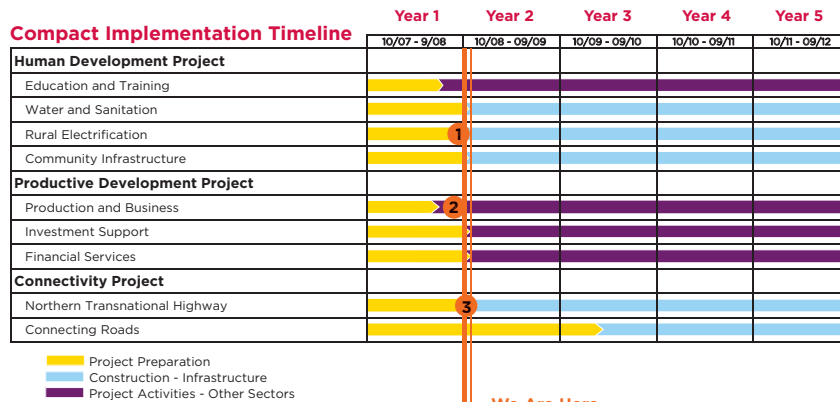 Year 1 Year 2 Year 3 Year 4 Year 5
Compact Implementation Timeline
10/07 - 9/08 10/08 - 09/09 10/09 - 09/10 10/10 - 09/11 10/11 - 09/12
Human Development Project
Education and Training
Water and Sanitation
Rural Electrification 1
Community Infrastructure
Productive Development Project
Production and Business 2
Investment Support
Financial Services
Connectivity Project
Northern Transnational Highway 3
Connecting Roads
Project Preparation
Construction - Infrastructure
Project Activities - Other Sectors
We Are Here